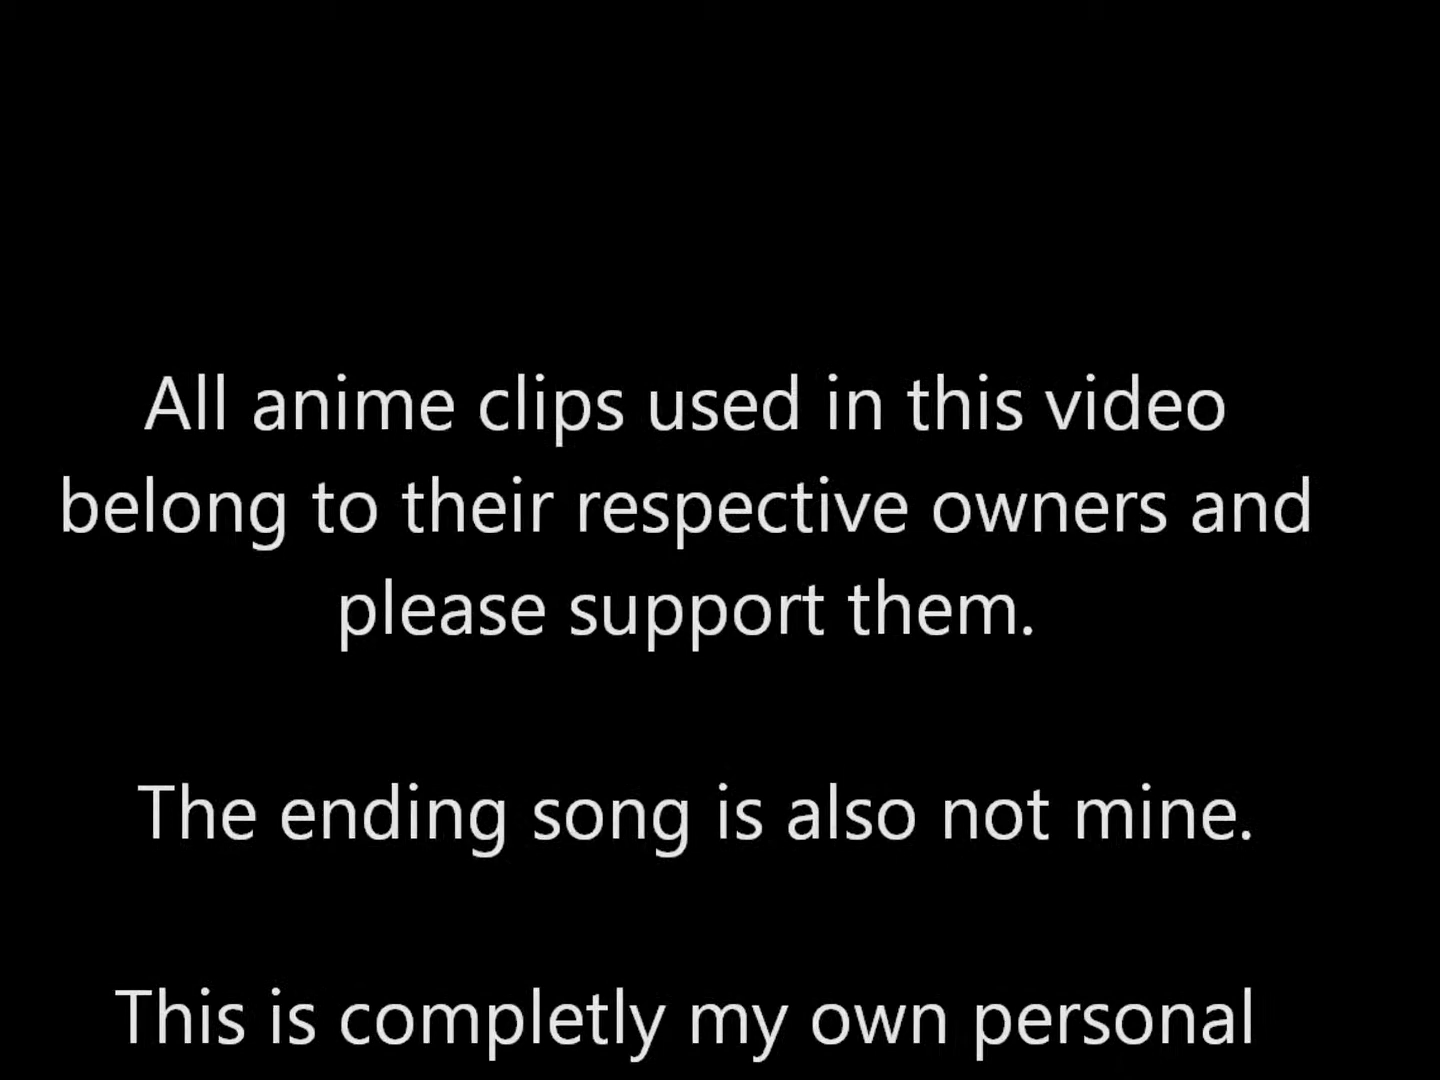 All anime clips used in this video
belong to their respective owners and
please support them.
The ending song is also not mine.
This is completly my own personal